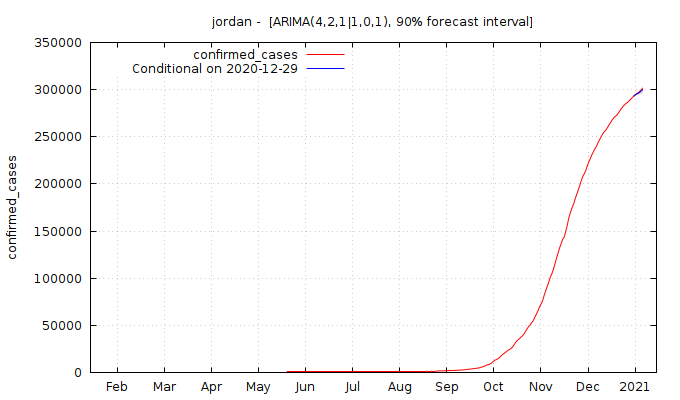 jordan -  [ARIMA(4,2,1|1,0,1), 90% forecast interval]
350000
300000
250000
200000
150000
100000
50000
0
confirmed_cases
confirmed_cases
Conditional on 2020-12-29
Feb Mar Apr May Jun Jul Aug Sep Oct Nov Dec 2021